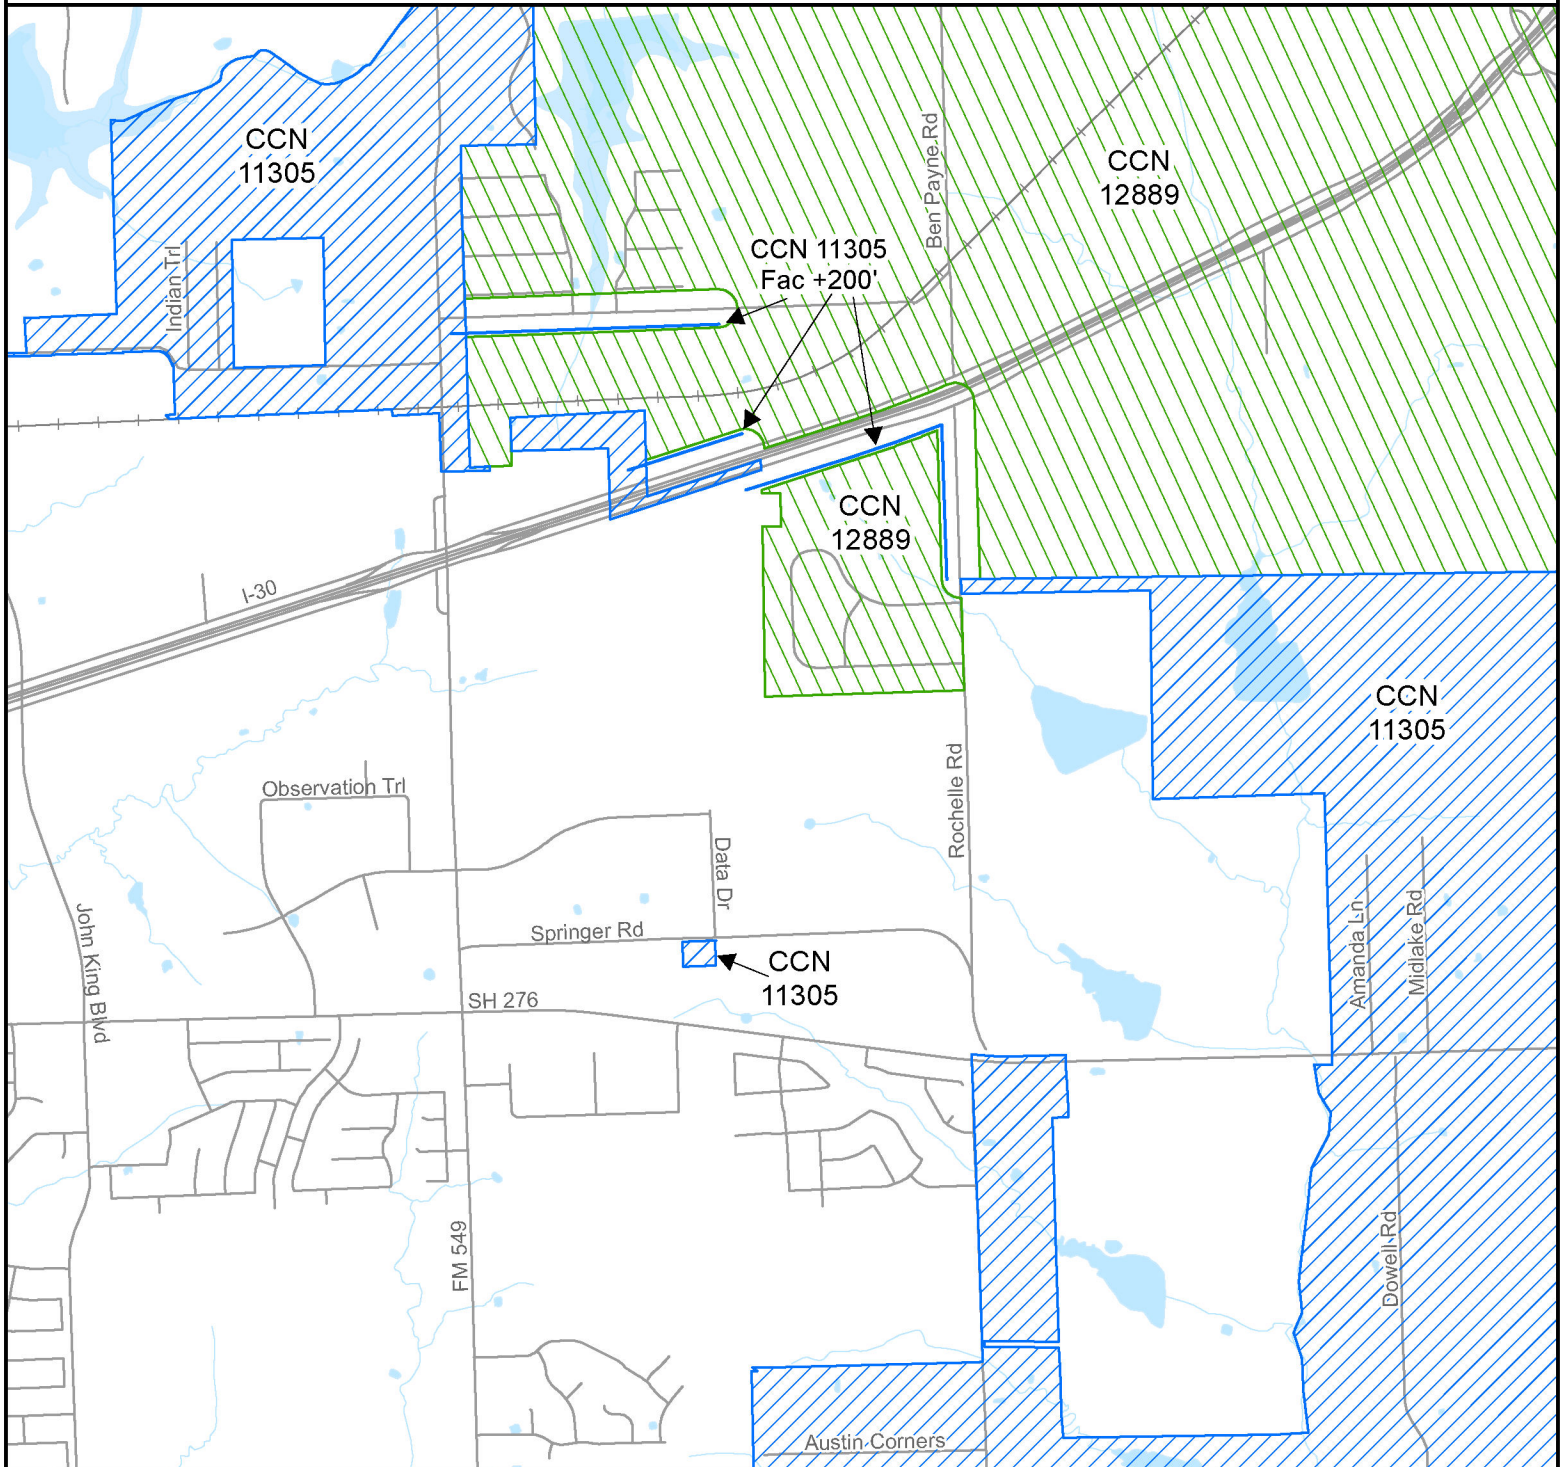 CCN
11305
CCN
12889
Ben Payne Rd
CCN 11305
Fac +200'
Indian Trl
CCN
12889
I-30
CCN
11305
Observation Trl
Rochelle Rd
Data Dr
John King Blvd
Springer Rd
Amanda Ln
Midlake Rd
CCN
11305
SH 276
FM 549
Dowell Rd
Austin Corners